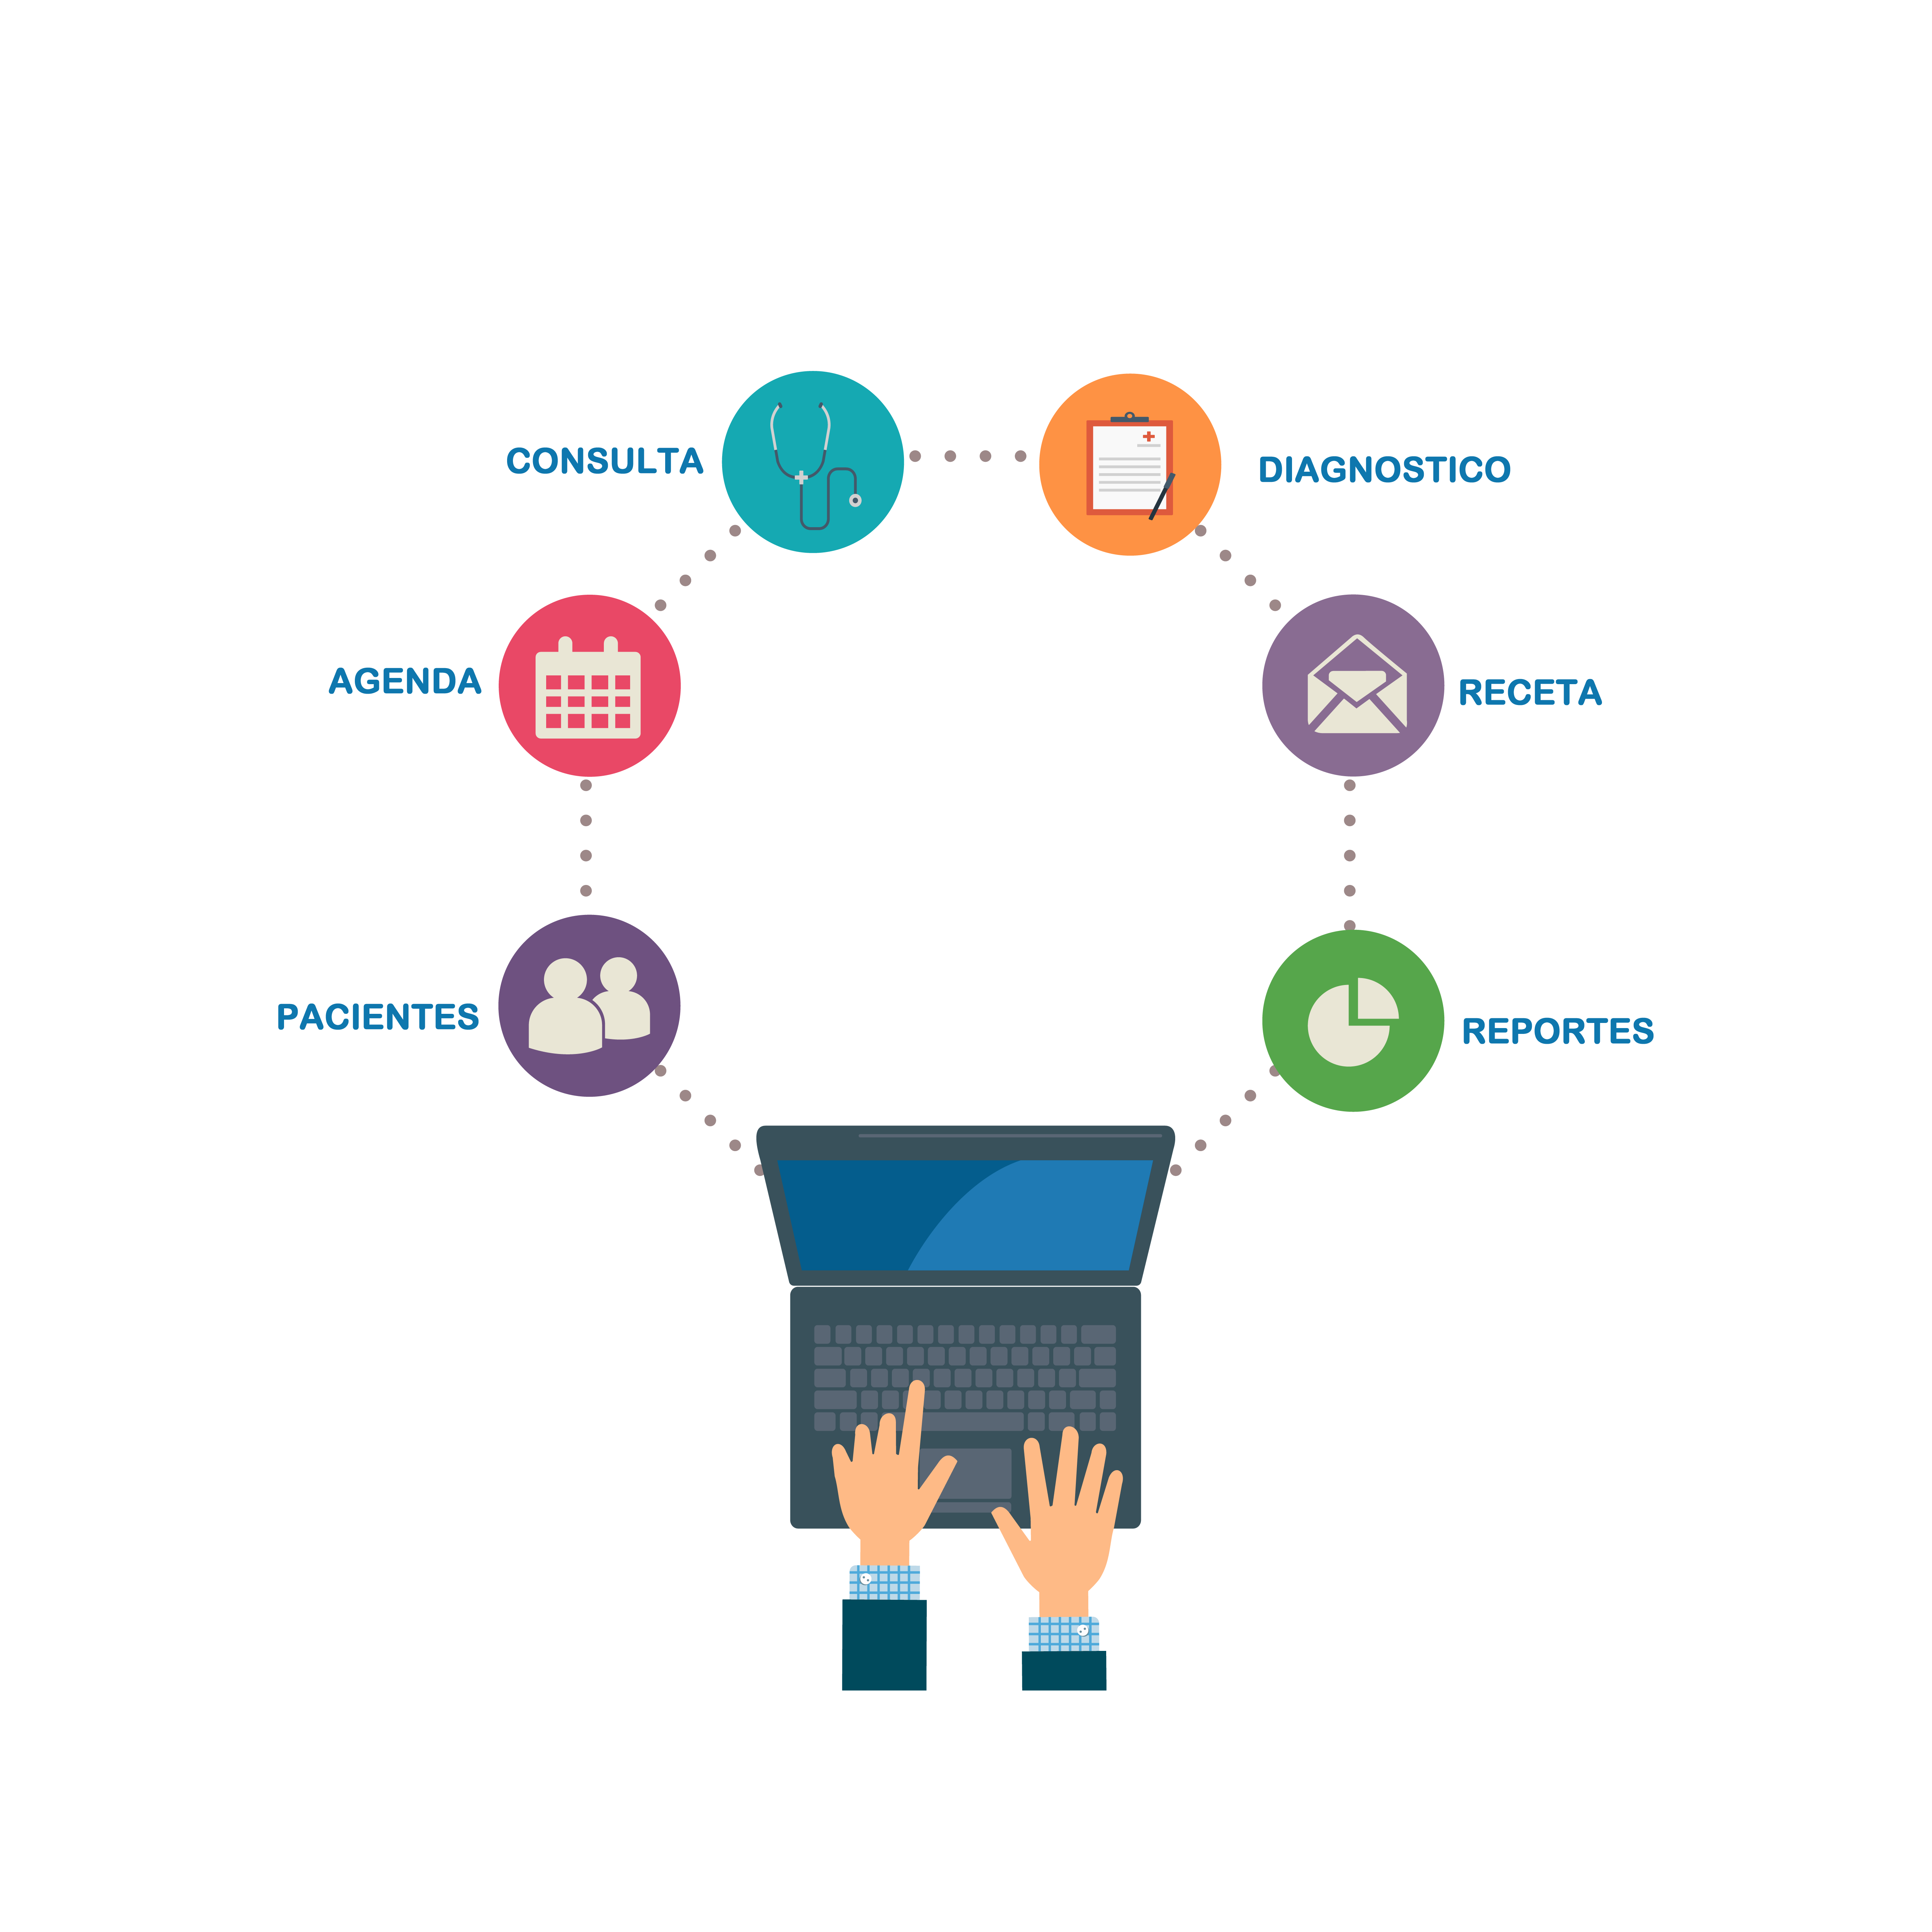 CONSULTA
DIAGNOSTICO
AGENDA
RECETA
PACIENTES
REPORTES